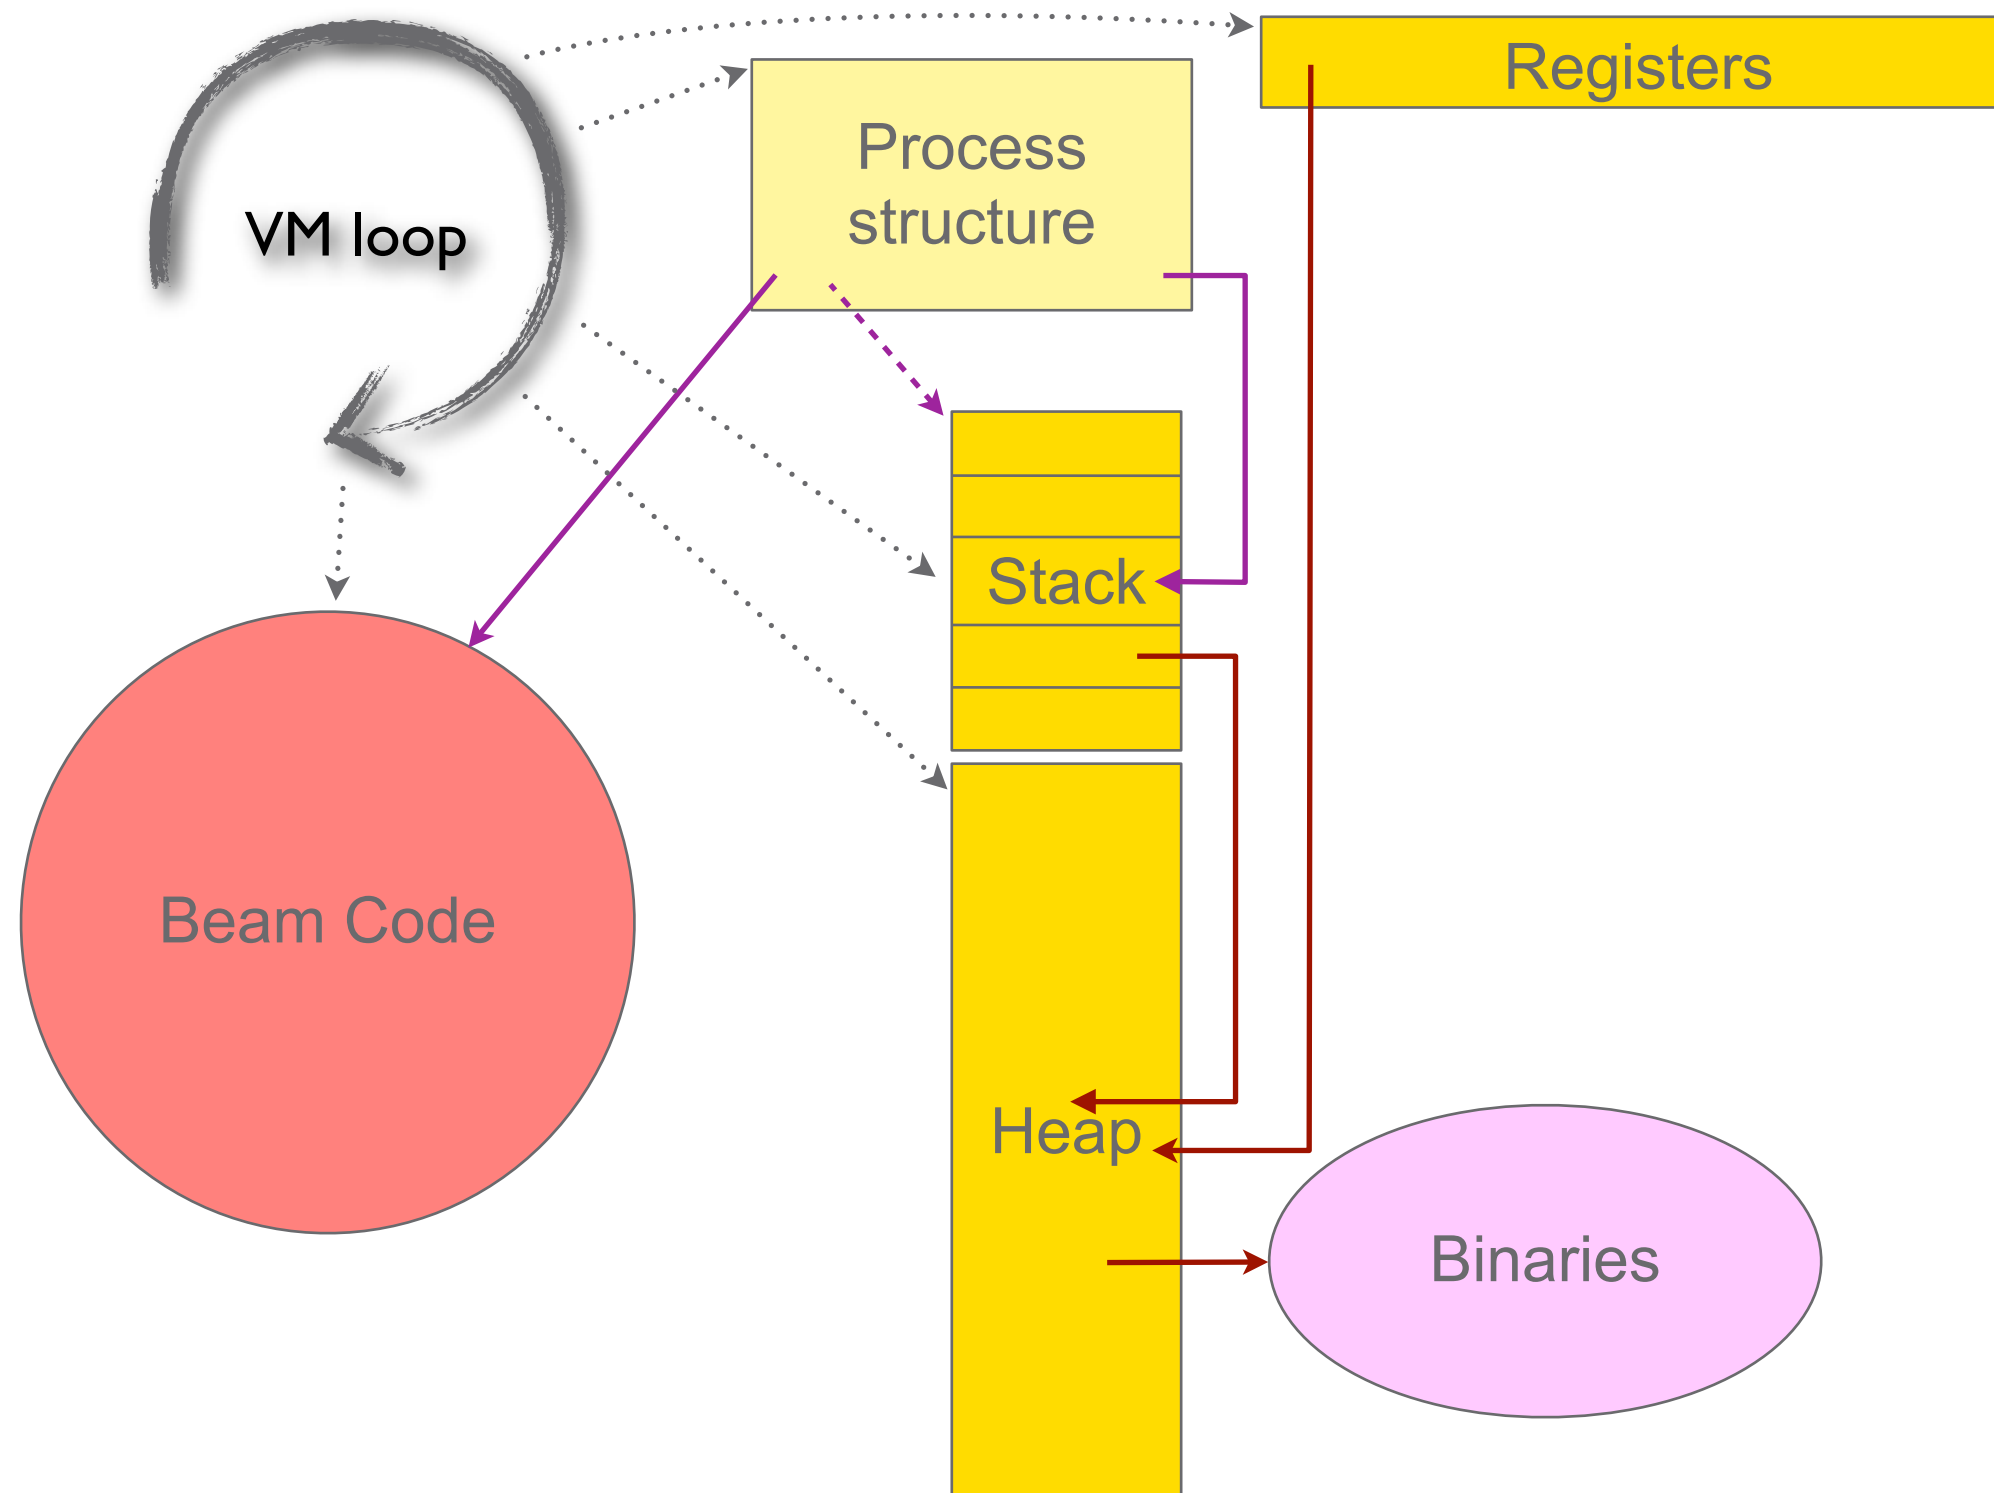 Registers
Process
structure
VM loop
Stack
Beam Code
Heap
Binaries